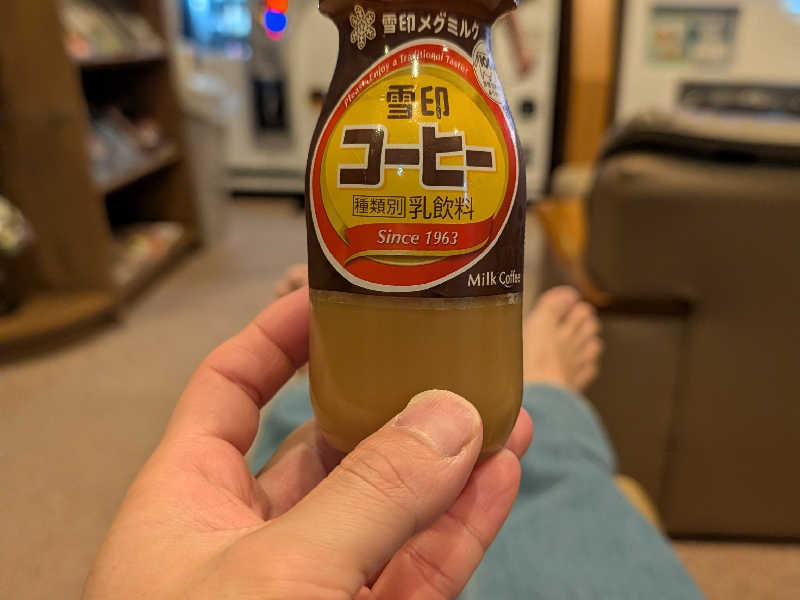 雪印メグミルク
Please Enjoy a Traditional Taste!
雪印
コーヒー
種類別 乳飲料
Since 1963
Milk Coffee